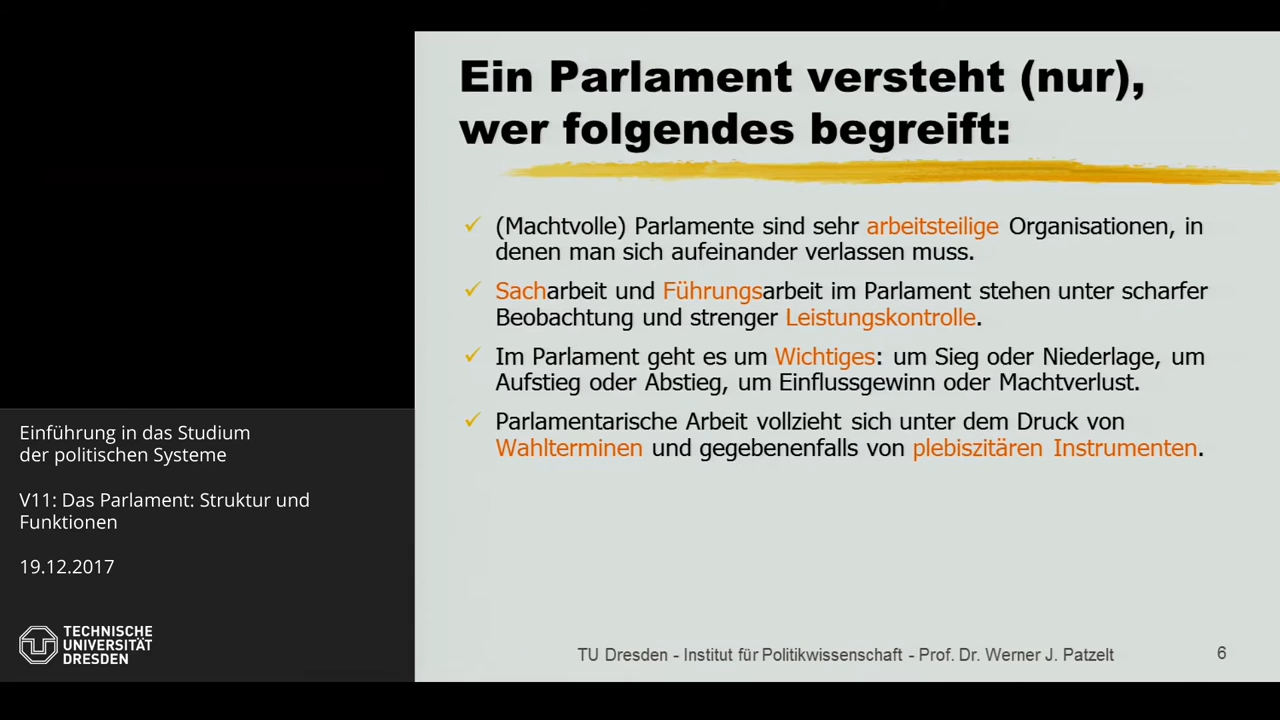 Ein Parlament versteht (nur),
wer folgendes begreift:
✓ (Machtvolle) Parlamente sind sehr arbeitsteilige Organisationen, in
denen man sich aufeinander verlassen muss.
✓ Sacharbeit und Führungsarbeit im Parlament stehen unter scharfer
Beobachtung und strenger Leistungskontrolle.
✓ Im Parlament geht es um Wichtiges: um Sieg oder Niederlage, um
Aufstieg oder Abstieg, um Einflussgewinn oder Machtverlust.
✓ Parlamentarische Arbeit vollzieht sich unter dem Druck von
Wahlterminen und gegebenenfalls von plebiszitären Instrumenten.
TU Dresden - Institut für Politikwissenschaft - Prof. Dr. Werner J. Patzelt
6
Einführung in das Studium
der politischen Systeme
V11: Das Parlament: Struktur und
Funktionen
19.12.2017
TECHNISCHE
UNIVERSITÄT
DRESDEN